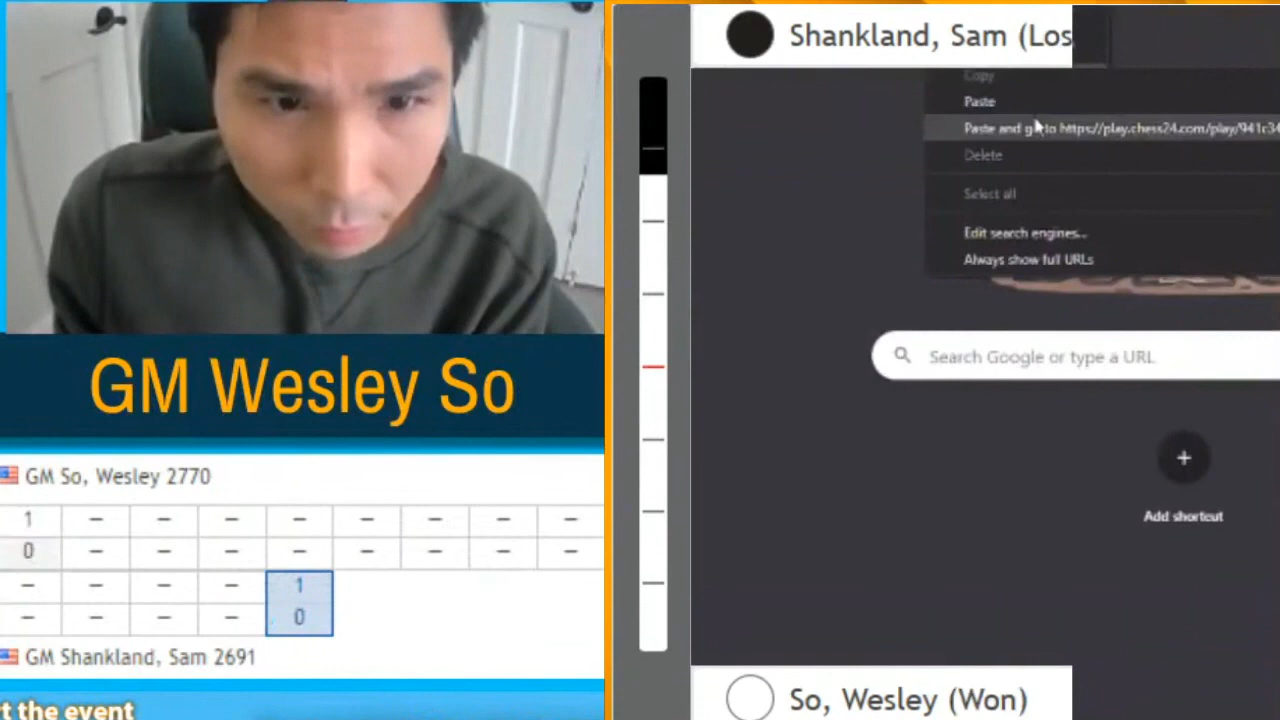 GM Wesley So
GM So, Wesley 2770
1 – – – – – – – –
0 – – – – – – – –
– – – – 1
– – – – 0
GM Shankland, Sam 2691
t the event
Shankland, Sam (Los
Copy
Paste
Paste and go to https://play.chess24.com/play/941c34
Delete
Select all
Edit search engines...
Always show full URLs
Search Google or type a URL
Add shortcut
So, Wesley (Won)